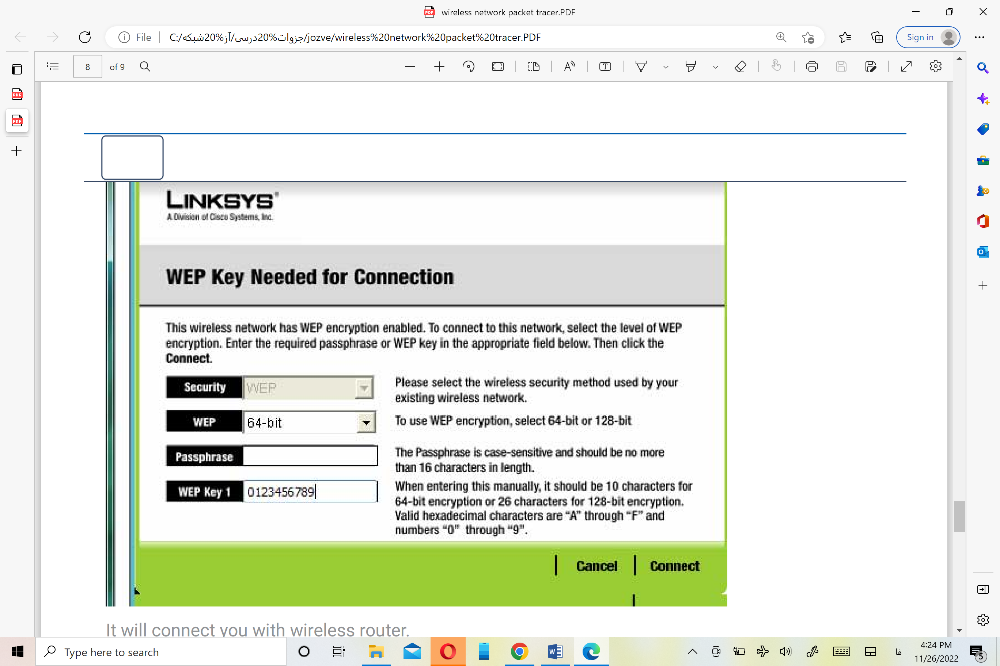 wireless network packet tracer.PDF
File
C:/جزوات%20درسی/آز%20شبکه/jozve/wireless%20network%20packet%20tracer.PDF
Sign in
8 of 9
LINKSYS®
A Division of Cisco Systems, Inc.
WEP Key Needed for Connection
This wireless network has WEP encryption enabled. To connect to this network, select the level of WEP
encryption. Enter the required passphrase or WEP key in the appropriate field below. Then click the
Connect.
Security WEP
Please select the wireless security method used by your
existing wireless network.
WEP 64-bit
To use WEP encryption, select 64-bit or 128-bit
Passphrase
The Passphrase is case-sensitive and should be no more
than 16 characters in length.
WEP Key 1 0123456789
When entering this manually, it should be 10 characters for
64-bit encryption or 26 characters for 128-bit encryption.
Valid hexadecimal characters are “A” through “F” and
numbers “0” through “9”.
Cancel Connect
It will connect you with wireless router.
Type here to search
فا
4:24 PM
11/26/2022
5